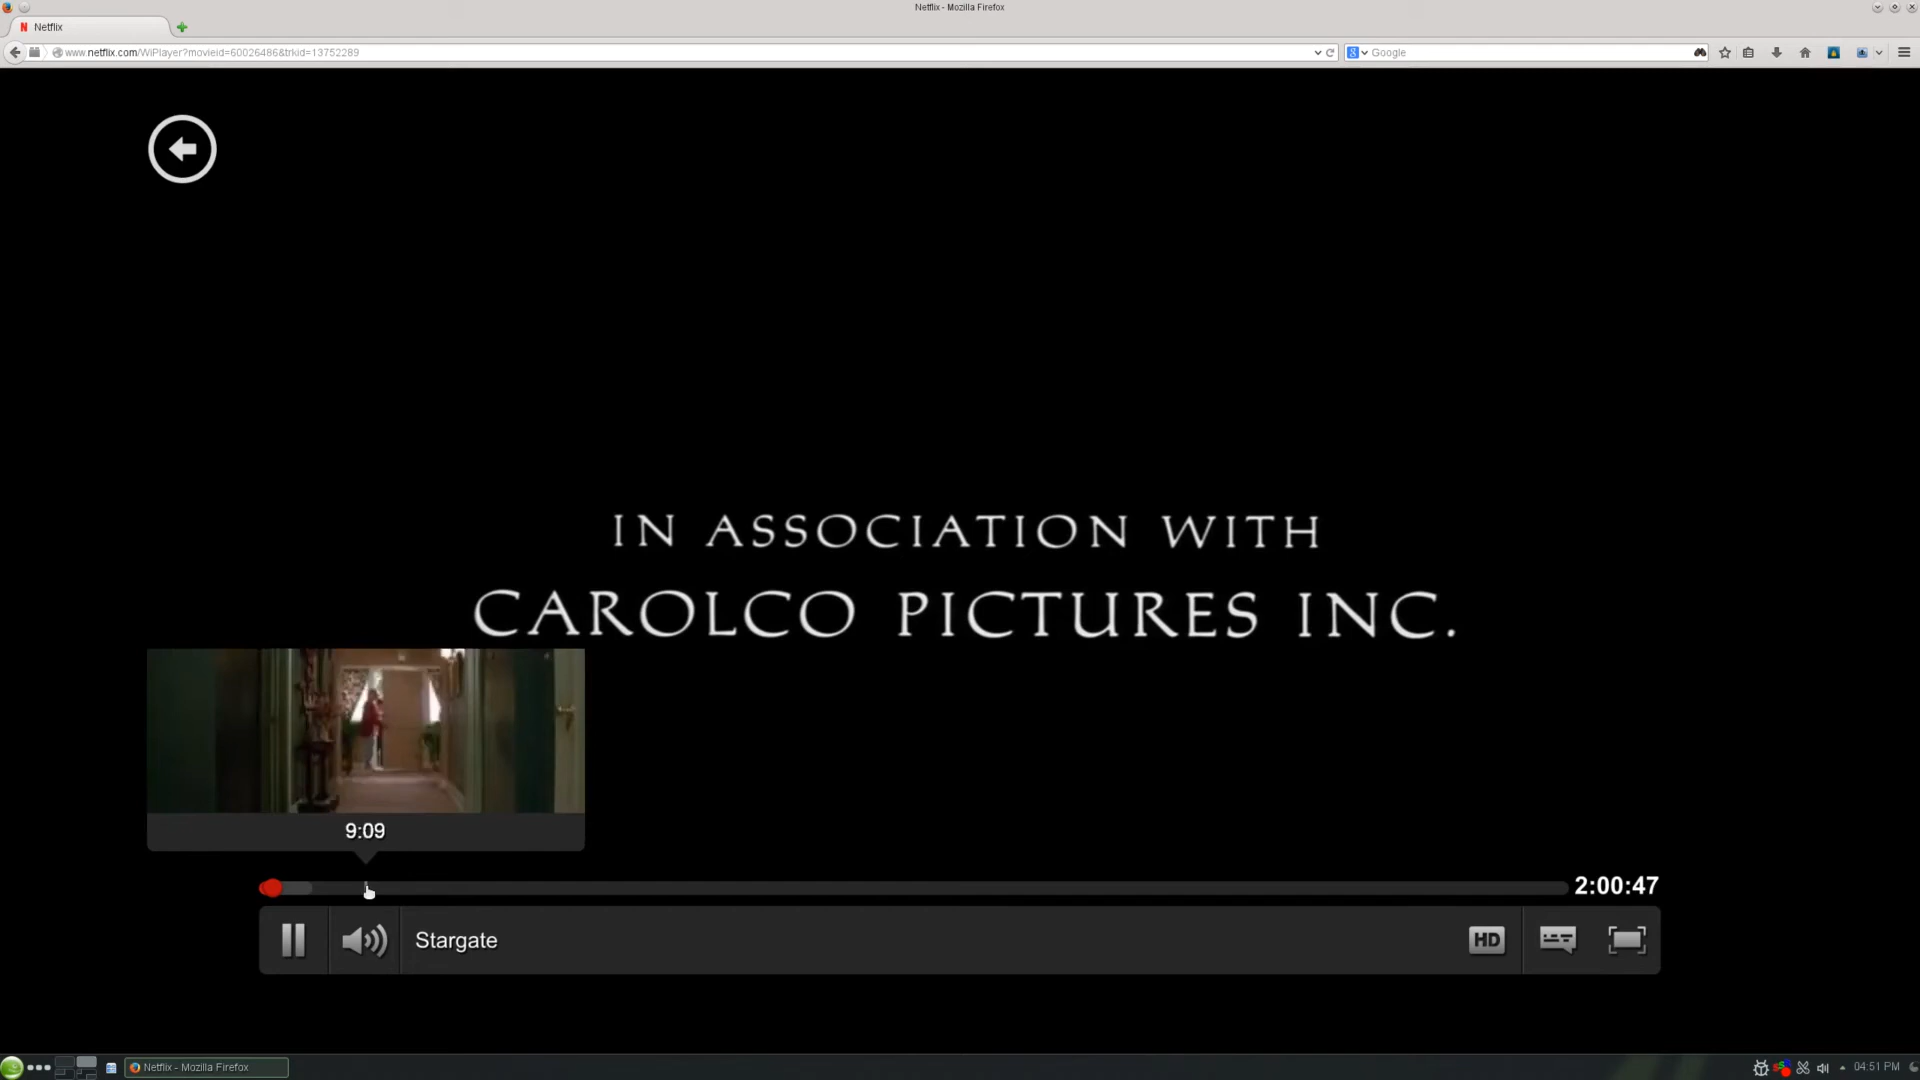 Netflix - Mozilla Firefox
Netflix
www.netflix.com/WiPlayer?movieid=60026486&trkid=13752289
Google
IN ASSOCIATION WITH
CAROLCO PICTURES INC.
9:09
2:00:47
Stargate
HD
Netflix - Mozilla Firefox
04:51 PM